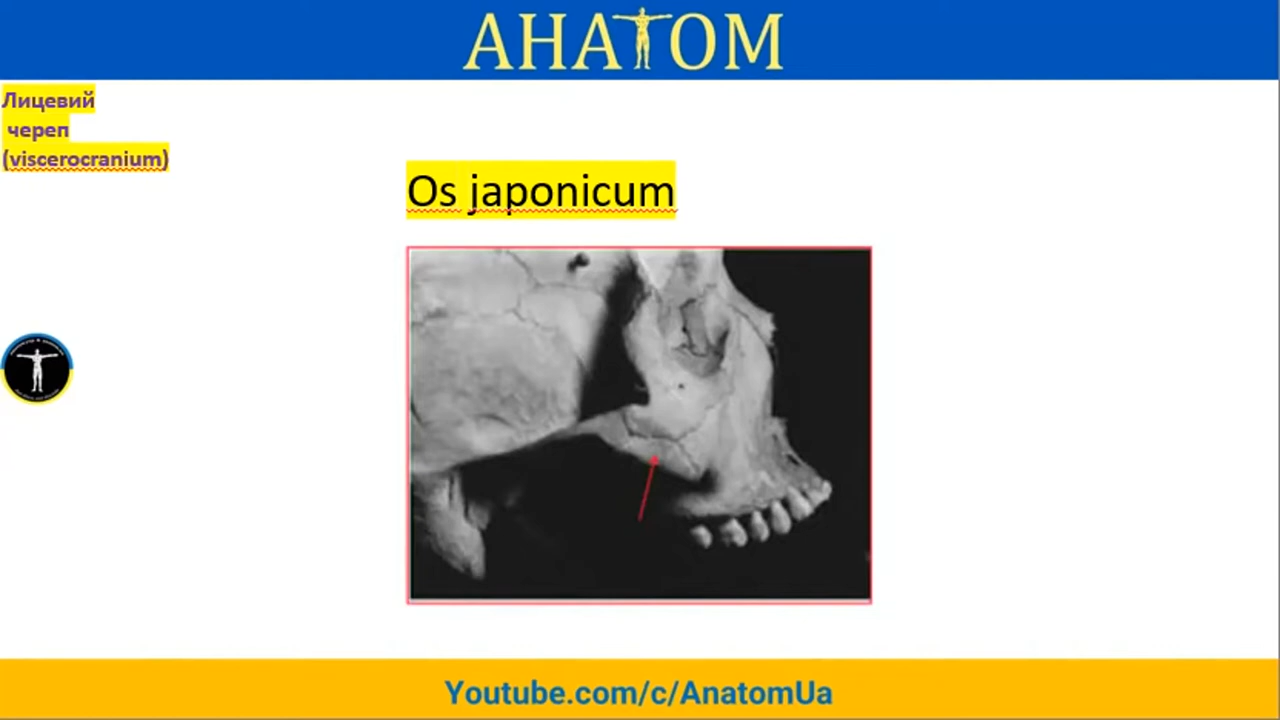 АНАТОМ
Лицевий
череп
(viscerocranium)
Os japonicum
Youtube.com/c/AnatomUa